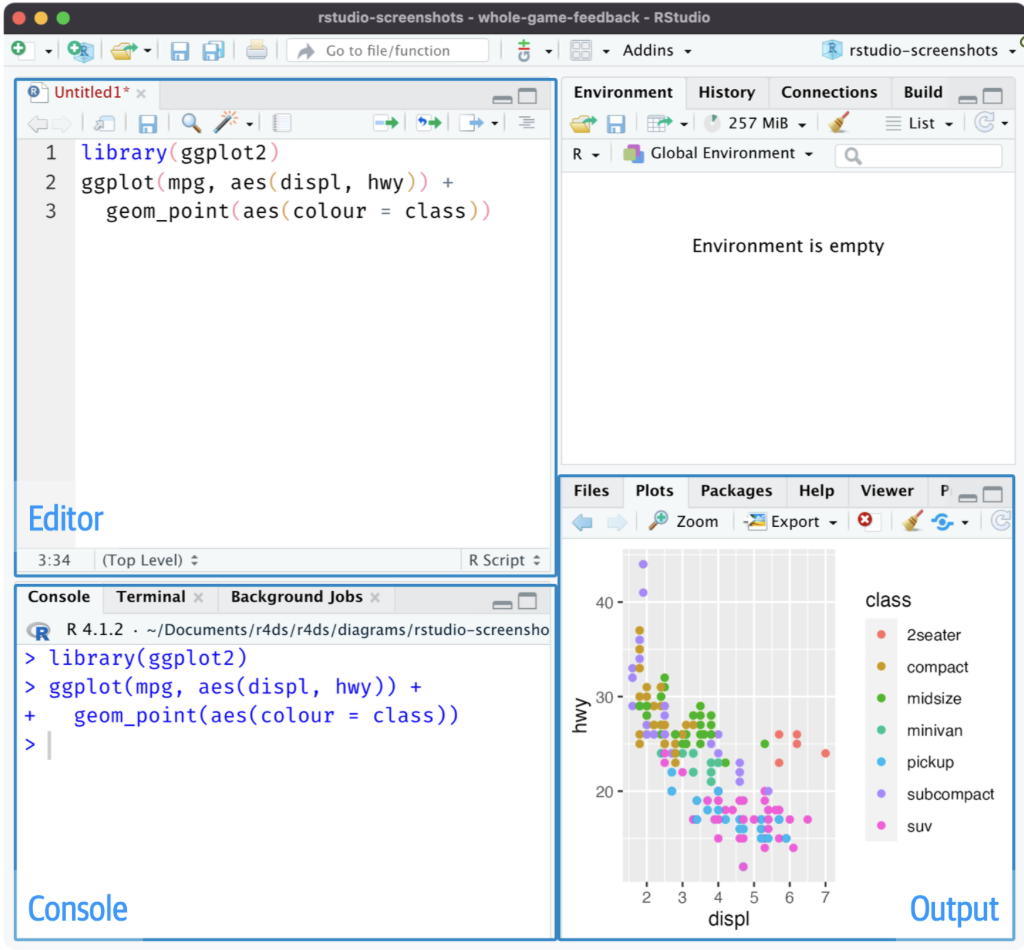 rstudio-screenshots - whole-game-feedback - RStudio
Go to file/function
Addins
rstudio-screenshots
Untitled1*
1 library(ggplot2)
2 ggplot(mpg, aes(displ, hwy)) +
3   geom_point(aes(colour = class))
Editor
3:34 (Top Level) R Script
Environment History Connections Build
257 MiB List
R Global Environment
Environment is empty
Console Terminal Background Jobs
R 4.1.2 · ~/Documents/r4ds/r4ds/diagrams/rstudio-screensho
> library(ggplot2)
> ggplot(mpg, aes(displ, hwy)) +
+   geom_point(aes(colour = class))
>
Console
Files Plots Packages Help Viewer P
Zoom Export
hwy
40
30
20
2 3 4 5 6 7
displ
class
2seater
compact
midsize
minivan
pickup
subcompact
suv
Output